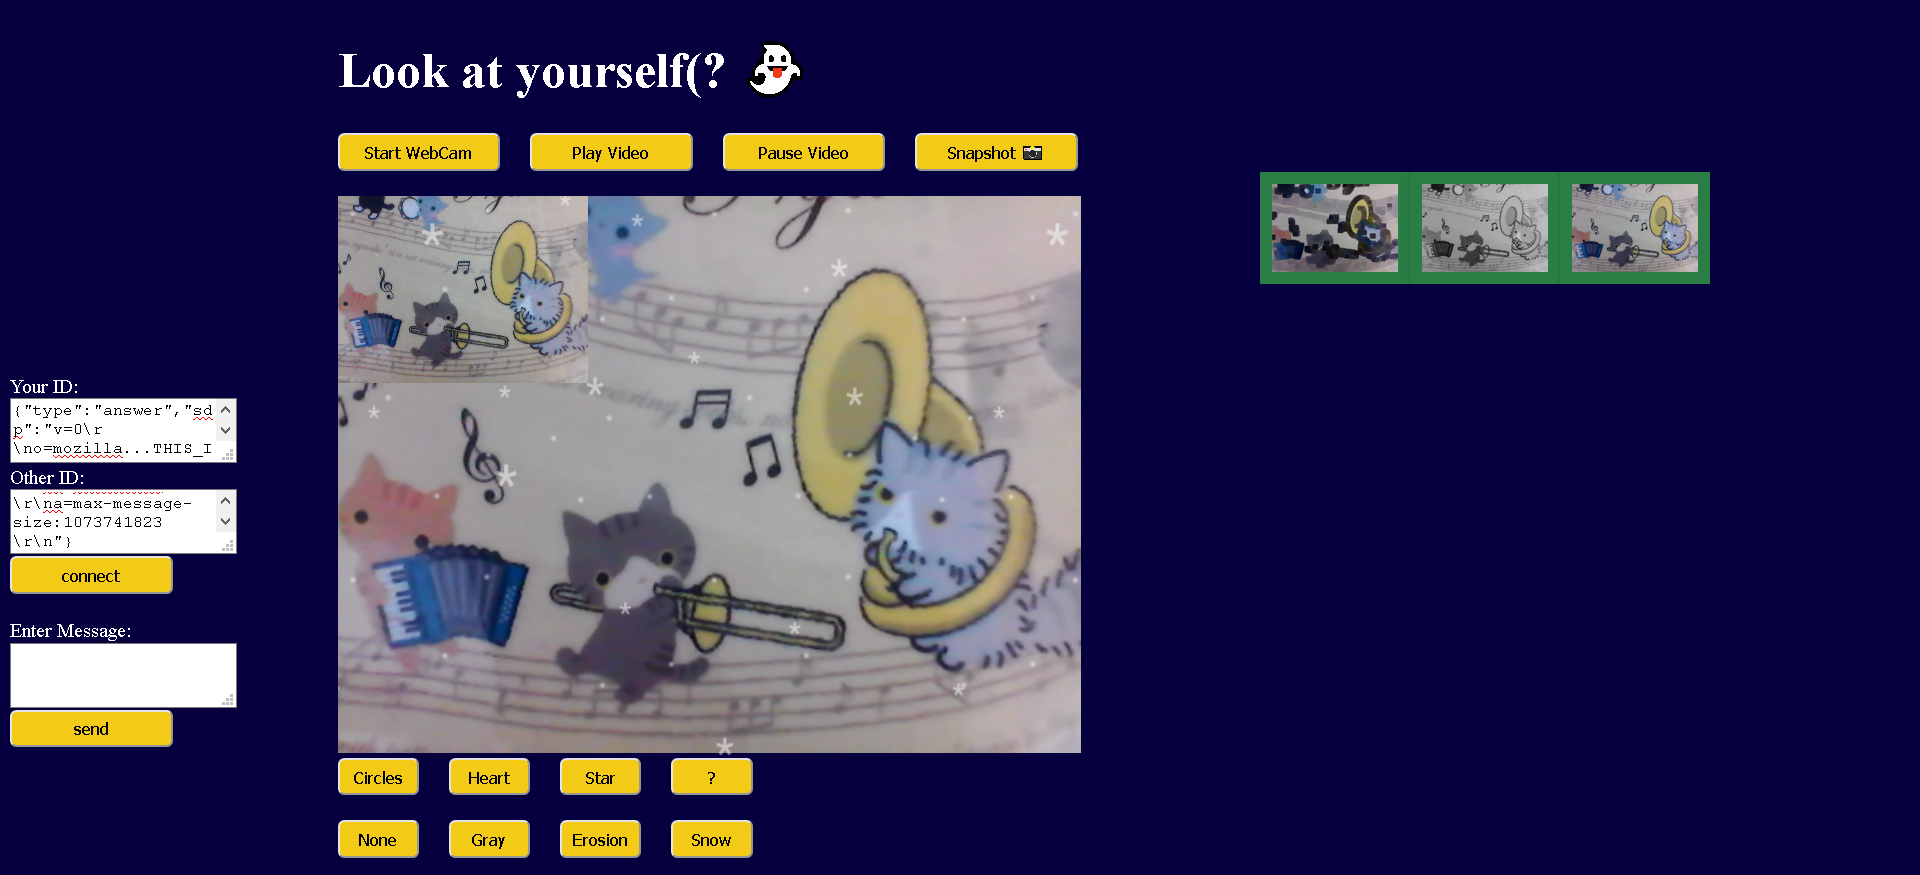 Look at yourself(? 👻
Start WebCam
Play Video
Pause Video
Snapshot 📷
Your ID:
{"type":"answer","sd
p":"v=0\r
\no=mozilla...THIS_I
Other ID:
\r\na=max-message-
size:1073741823
\r\n"}
connect
Enter Message:
send
Circles
Heart
Star
?
None
Gray
Erosion
Snow